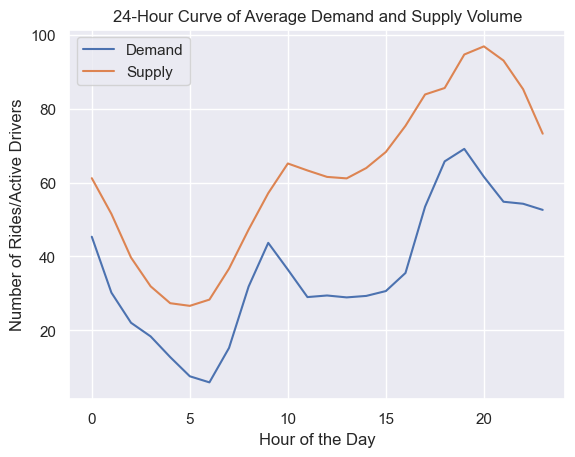 24-Hour Curve of Average Demand and Supply Volume
Demand
Supply
Number of Rides/Active Drivers
100
80
60
40
20
0
5
10
15
20
Hour of the Day